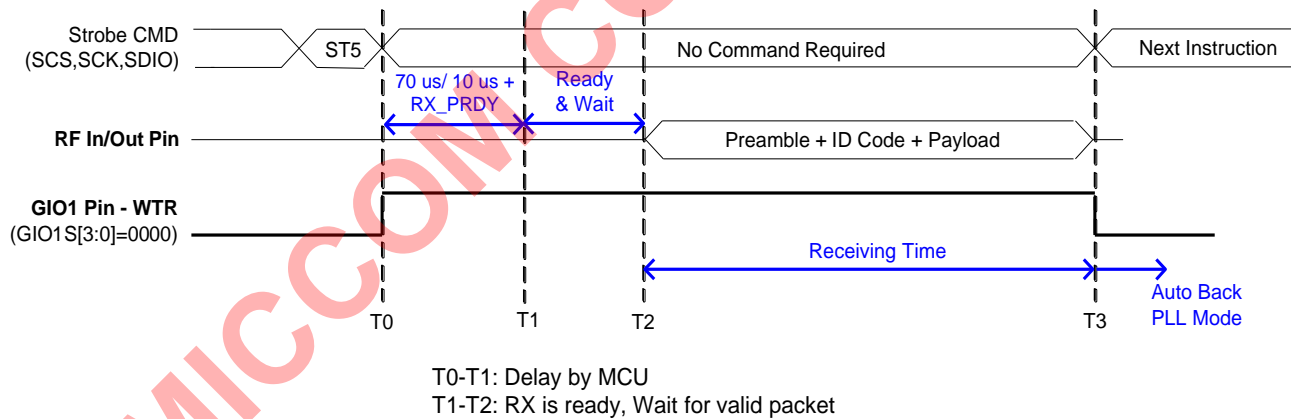 Strobe CMD
(SCS,SCK,SDIO)
ST5
No Command Required
Next Instruction
70 us/ 10 us +
RX_PRDY
Ready
& Wait
RF In/Out Pin
Preamble + ID Code + Payload
GIO1 Pin - WTR
(GIO1S[3:0]=0000)
Receiving Time
Auto Back
PLL Mode
T0
T1
T2
T3
T0-T1: Delay by MCU
T1-T2: RX is ready, Wait for valid packet
MICCOM CO